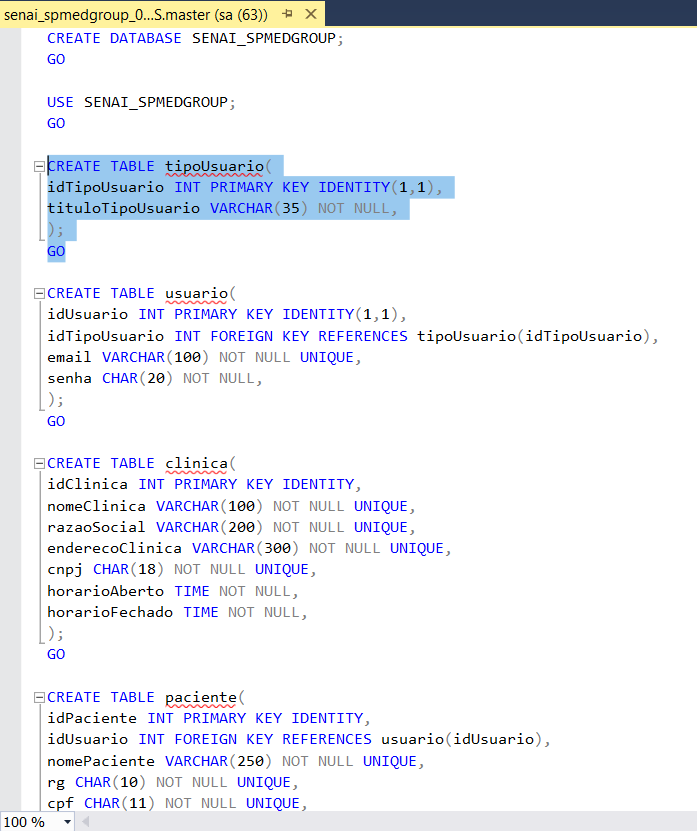 senai_spmedgroup_0...S.master (sa (63))
CREATE DATABASE SENAI_SPMEDGROUP;
GO
USE SENAI_SPMEDGROUP;
GO
CREATE TABLE tipoUsuario(
idTipoUsuario INT PRIMARY KEY IDENTITY(1,1),
tituloTipoUsuario VARCHAR(35) NOT NULL,
);
GO
CREATE TABLE usuario(
idUsuario INT PRIMARY KEY IDENTITY(1,1),
idTipoUsuario INT FOREIGN KEY REFERENCES tipoUsuario(idTipoUsuario),
email VARCHAR(100) NOT NULL UNIQUE,
senha CHAR(20) NOT NULL,
);
GO
CREATE TABLE clinica(
idClinica INT PRIMARY KEY IDENTITY,
nomeClinica VARCHAR(100) NOT NULL UNIQUE,
razaoSocial VARCHAR(200) NOT NULL UNIQUE,
enderecoClinica VARCHAR(300) NOT NULL UNIQUE,
cnpj CHAR(18) NOT NULL UNIQUE,
horarioAberto TIME NOT NULL,
horarioFechado TIME NOT NULL,
);
GO
CREATE TABLE paciente(
idPaciente INT PRIMARY KEY IDENTITY,
idUsuario INT FOREIGN KEY REFERENCES usuario(idUsuario),
nomePaciente VARCHAR(250) NOT NULL UNIQUE,
rg CHAR(10) NOT NULL UNIQUE,
cpf CHAR(11) NOT NULL UNIQUE,
100 %